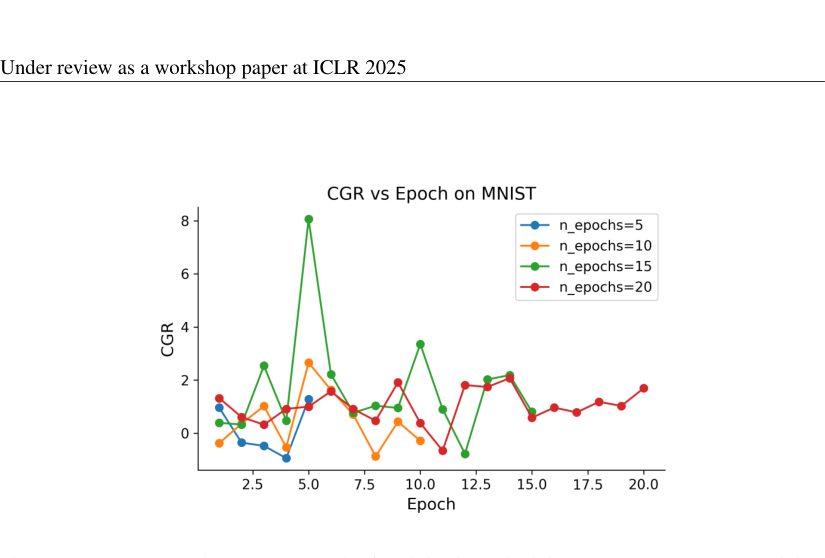 Under review as a workshop paper at ICLR 2025
CGR vs Epoch on MNIST
n_epochs=5
n_epochs=10
n_epochs=15
n_epochs=20
8
6
4
2
0
CGR
2.5 5.0 7.5 10.0 12.5 15.0 17.5 20.0
Epoch